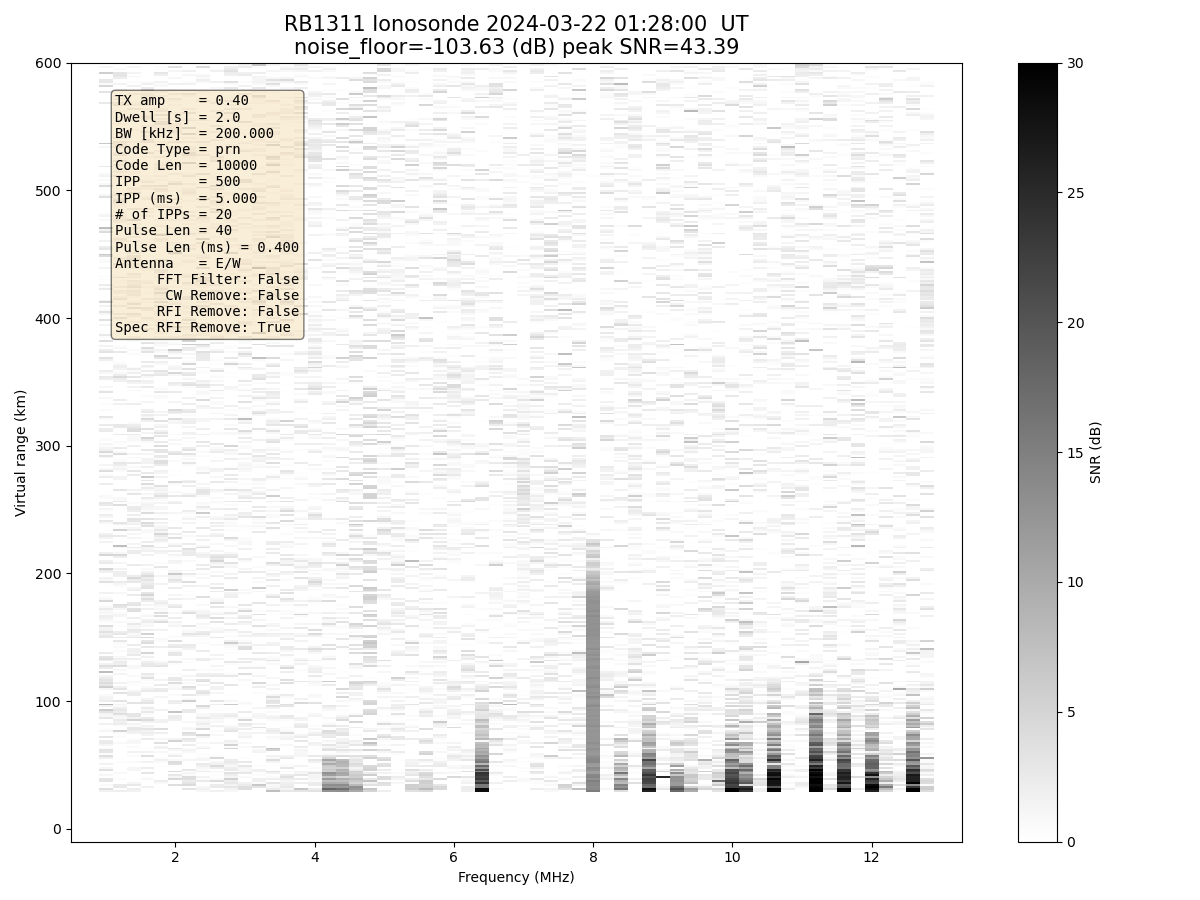 RB1311 Ionosonde 2024-03-22 01:28:00  UT
noise_floor=-103.63 (dB) peak SNR=43.39
TX amp    = 0.40
Dwell [s] = 2.0
BW [kHz]  = 200.000
Code Type = prn
Code Len  = 10000
IPP       = 500
IPP (ms)  = 5.000
# of IPPs = 20
Pulse Len = 40
Pulse Len (ms) = 0.400
Antenna   = E/W
FFT Filter: False
CW Remove: False
RFI Remove: False
Spec RFI Remove: True
Virtual range (km)
600
500
400
300
200
100
0
2 4 6 8 10 12
Frequency (MHz)
30
25
20
15
10
5
0
SNR (dB)